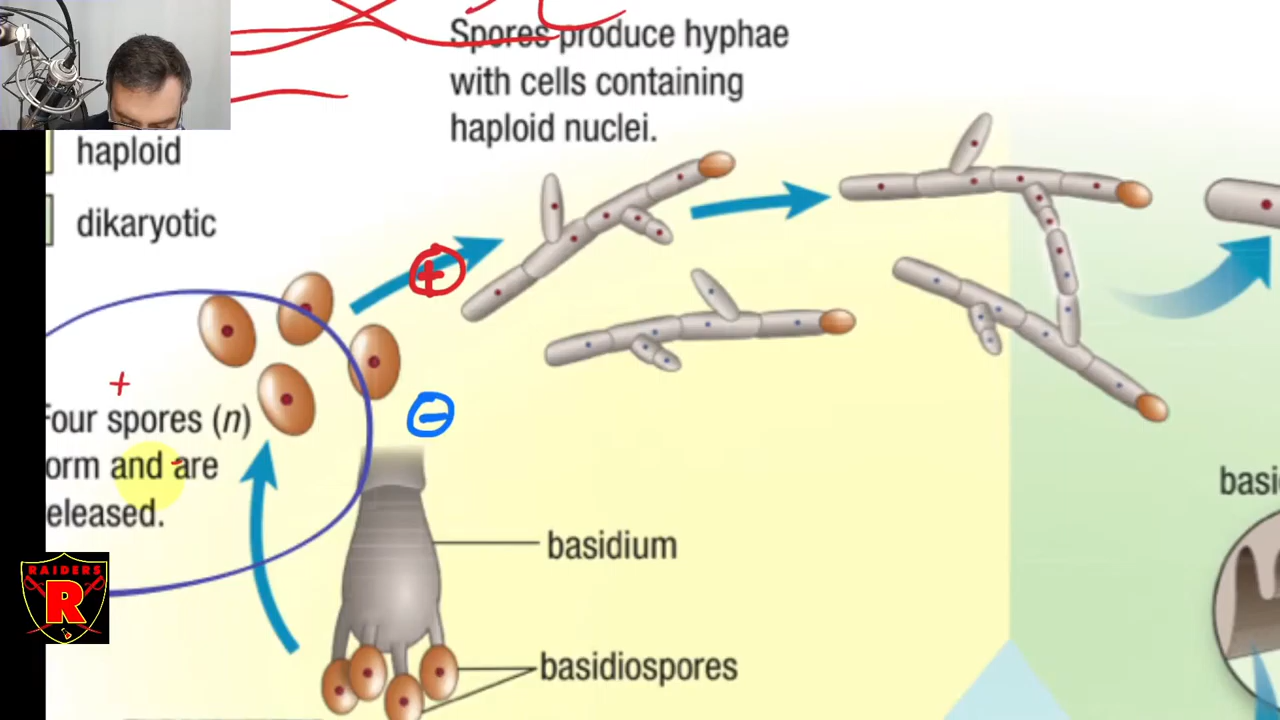 Spores produce hyphae
with cells containing
haploid nuclei.
haploid
dikaryotic
+
+
Four spores (n)
-
orm and are
eleased.
basidium
basidiospores
basi
RAIDERS
R